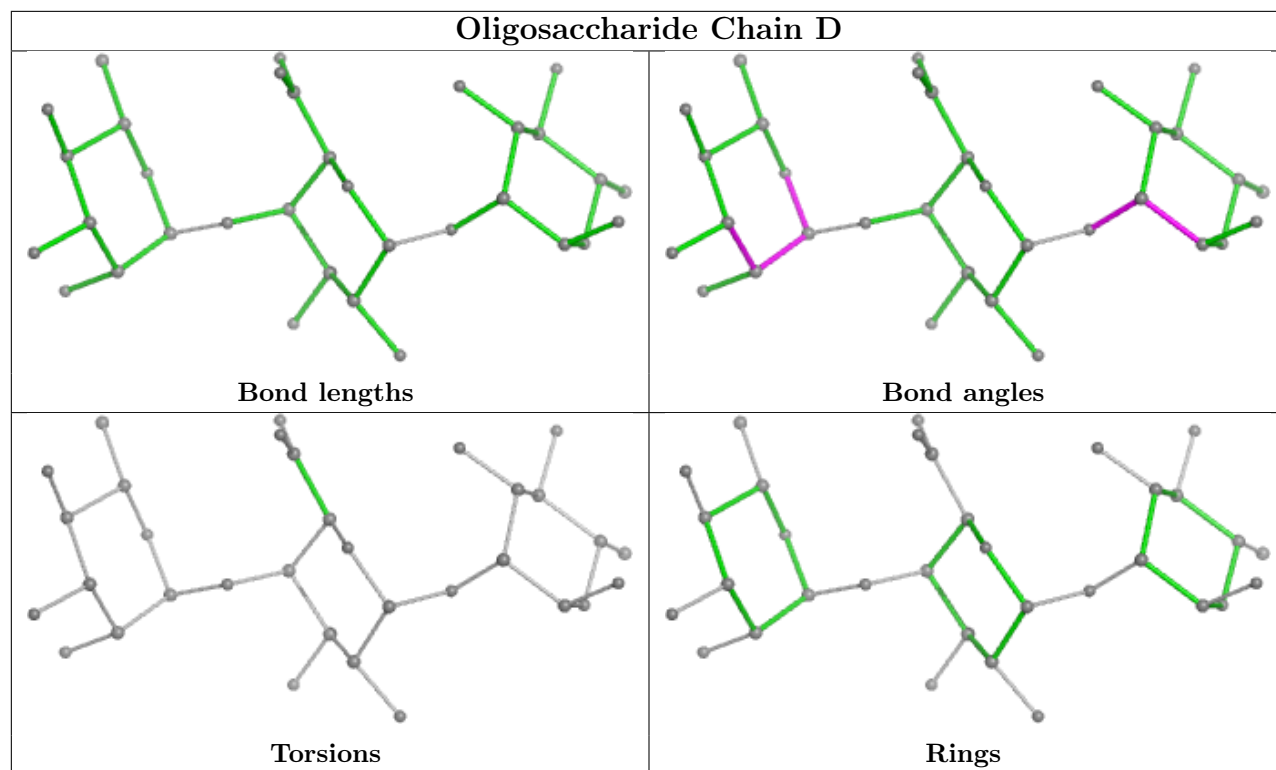 Oligosaccharide Chain D
Bond lengths
Bond angles
Torsions
Rings